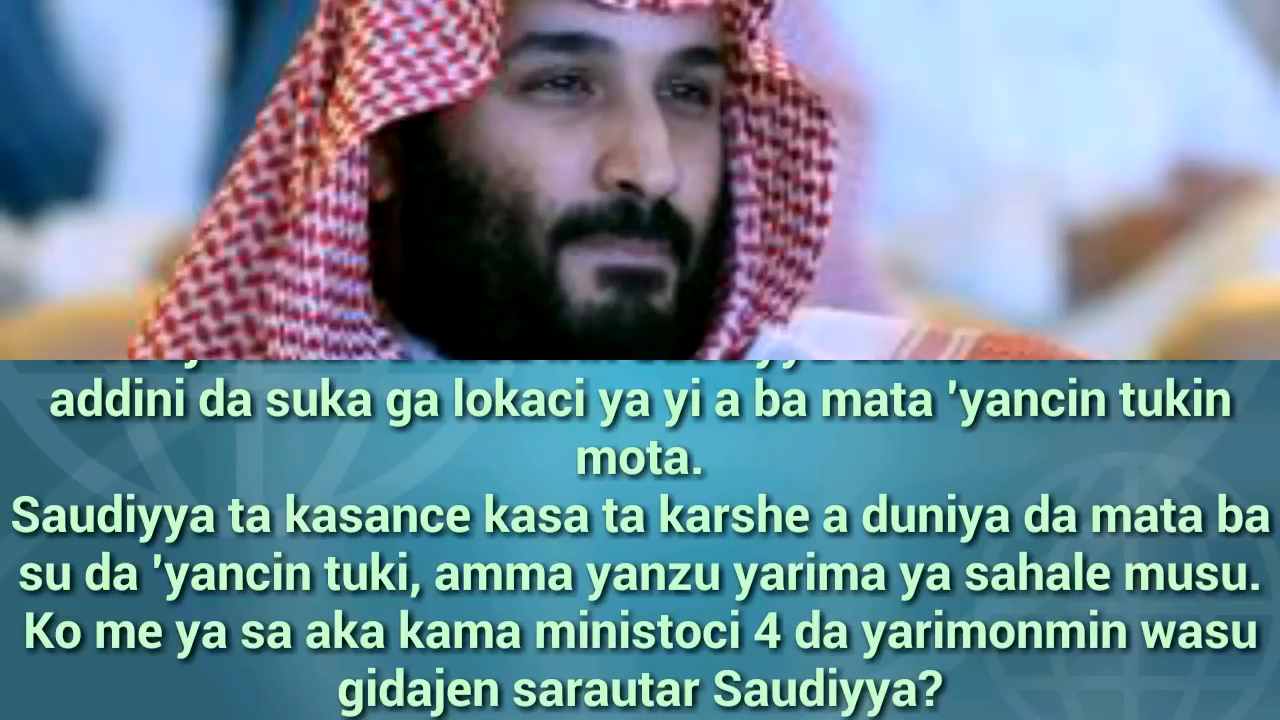 addini da suka ga lokaci ya yi a ba mata 'yancin tukin
mota.
Saudiyya ta kasance kasa ta karshe a duniya da mata ba
su da 'yancin tuki, amma yanzu yarima ya sahale musu.
Ko me ya sa aka kama ministoci 4 da yarimonmin wasu
gidajen sarautar Saudiyya?